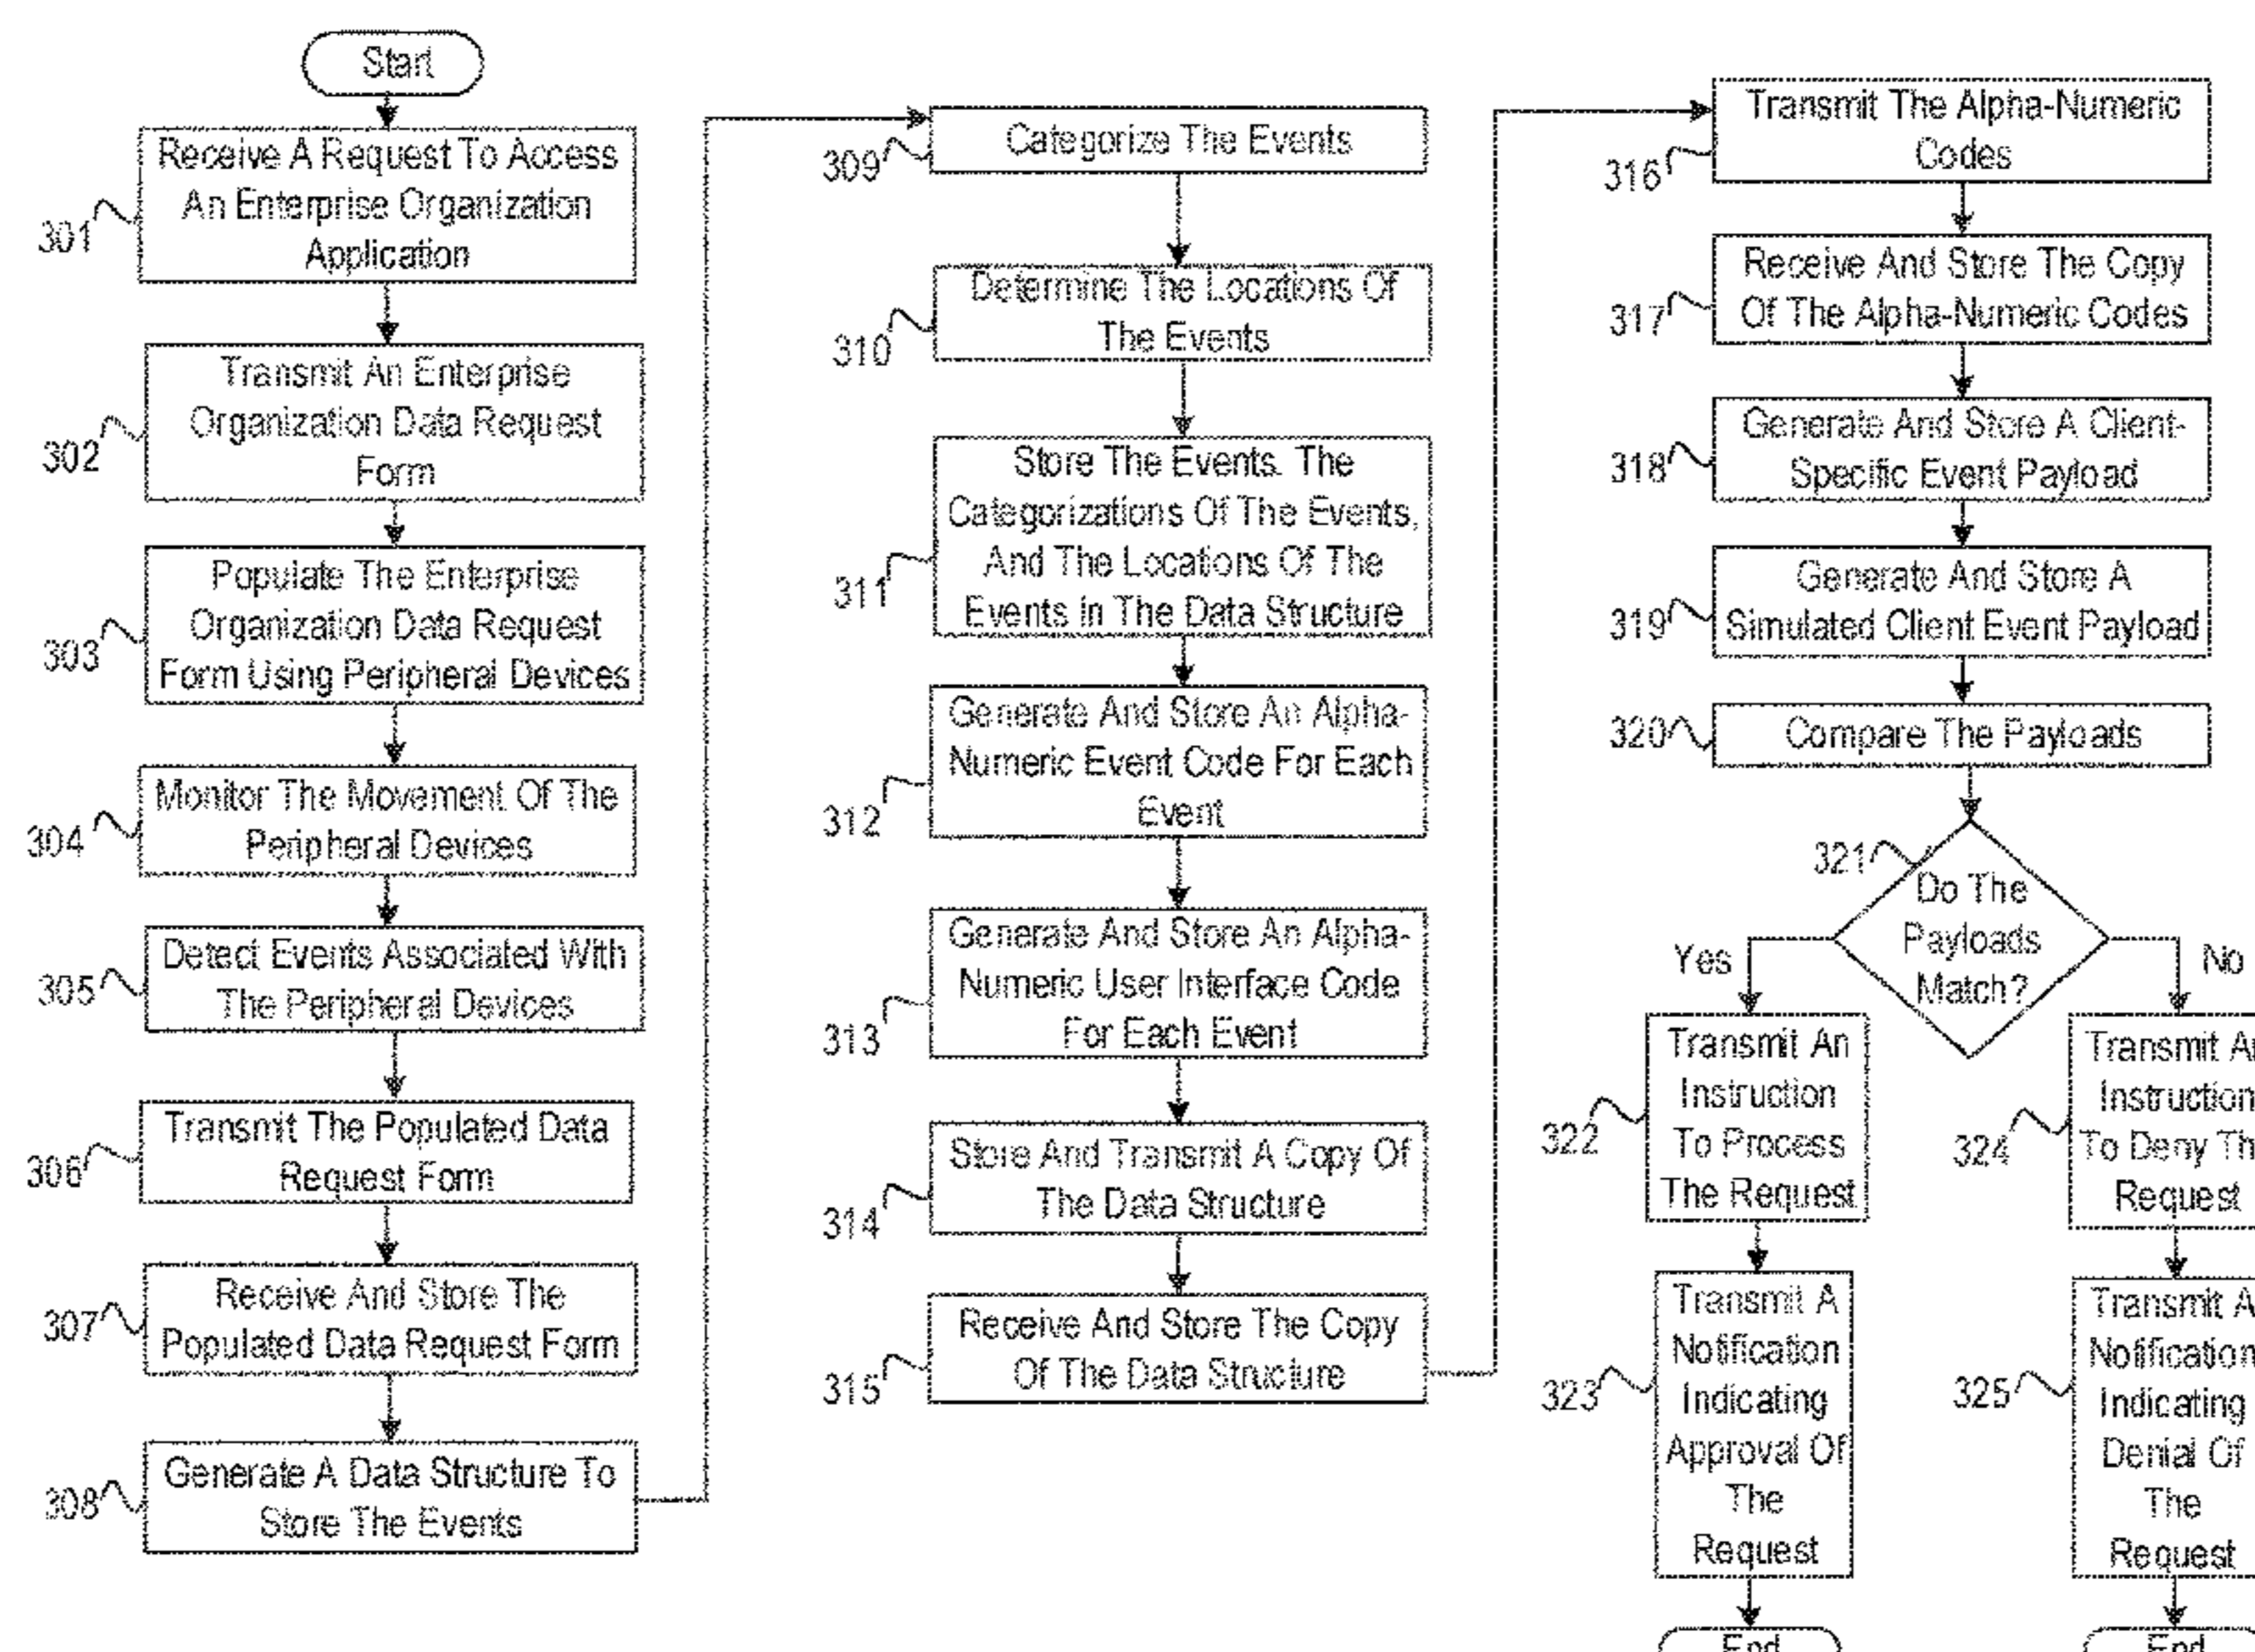 Start
Receive A Request To Access
An Enterprise Organization
Application
301
Transmit An Enterprise
Organization Data Request
Form
302
Populate The Enterprise
Organization Data Request
Form Using Peripheral Devices
303
Monitor The Movement Of The
Peripheral Devices
304
Detect Events Associated With
The Peripheral Devices
305
Transmit The Populated Data
Request Form
306
Receive And Store The
Populated Data Request Form
307
Generate A Data Structure To
Store The Events
308
Categorize The Events
309
Determine The Locations Of
The Events
310
Store The Events. The
Categorizations Of The Events,
And The Locations Of The
Events In The Data Structure
311
Generate And Store An Alpha-
Numeric Event Code For Each
Event
312
Generate And Store An Alpha-
Numeric User Interface Code
For Each Event
313
Store And Transmit A Copy Of
The Data Structure
314
Receive And Store The Copy
Of The Data Structure
315
Transmit The Alpha-Numeric
Codes
316
Receive And Store The Copy
Of The Alpha-Numeric Codes
317
Generate And Store A Client-
Specific Event Payload
318
Generate And Store A
Simulated Client Event Payload
319
Compare The Payloads
320
321
Do The
Payloads
Match?
Yes
No
Transmit An
Instruction
To Process
The Request
322
Transmit A
Notification
Indicating
Approval Of
The
Request
323
End
Transmit
Instruction
To Deny
Request
324
Transmit
Notification
Indicating
Denial Of
The
Request
325
End